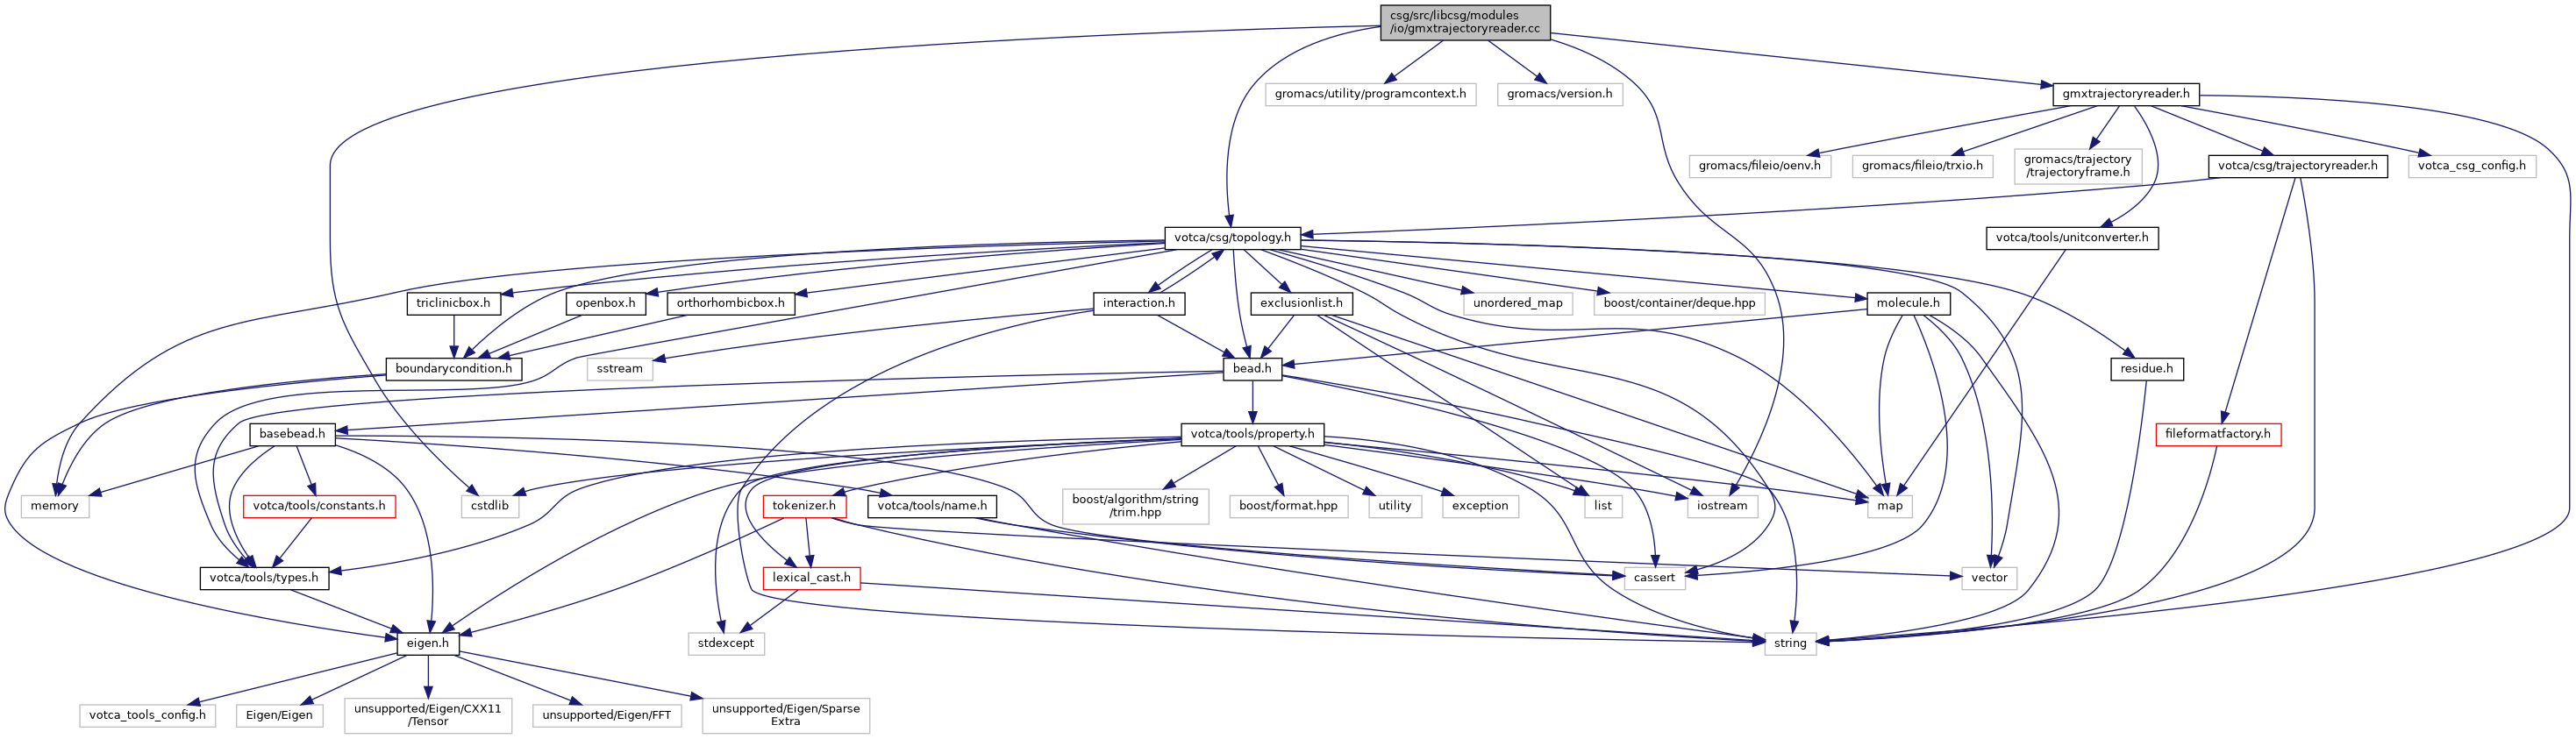 csg/src/libcsg/modules
/io/gmxtrajectoryreader.cc
gromacs/utility/programcontext.h
gromacs/version.h
gmxtrajectoryreader.h
gromacs/fileio/oenv.h
gromacs/fileio/trxio.h
gromacs/trajectory
/trajectoryframe.h
votca/csg/trajectoryreader.h
votca_csg_config.h
votca/csg/topology.h
votca/tools/unitconverter.h
triclinicbox.h
openbox.h
orthorhombicbox.h
interaction.h
exclusionlist.h
unordered_map
boost/container/deque.hpp
molecule.h
boundarycondition.h
sstream
bead.h
residue.h
basebead.h
votca/tools/property.h
fileformatfactory.h
memory
votca/tools/constants.h
cstdlib
tokenizer.h
votca/tools/name.h
boost/algorithm/string
/trim.hpp
boost/format.hpp
utility
exception
list
iostream
map
votca/tools/types.h
lexical_cast.h
cassert
vector
eigen.h
stdexcept
string
votca_tools_config.h
Eigen/Eigen
unsupported/Eigen/CXX11
/Tensor
unsupported/Eigen/FFT
unsupported/Eigen/Sparse
Extra